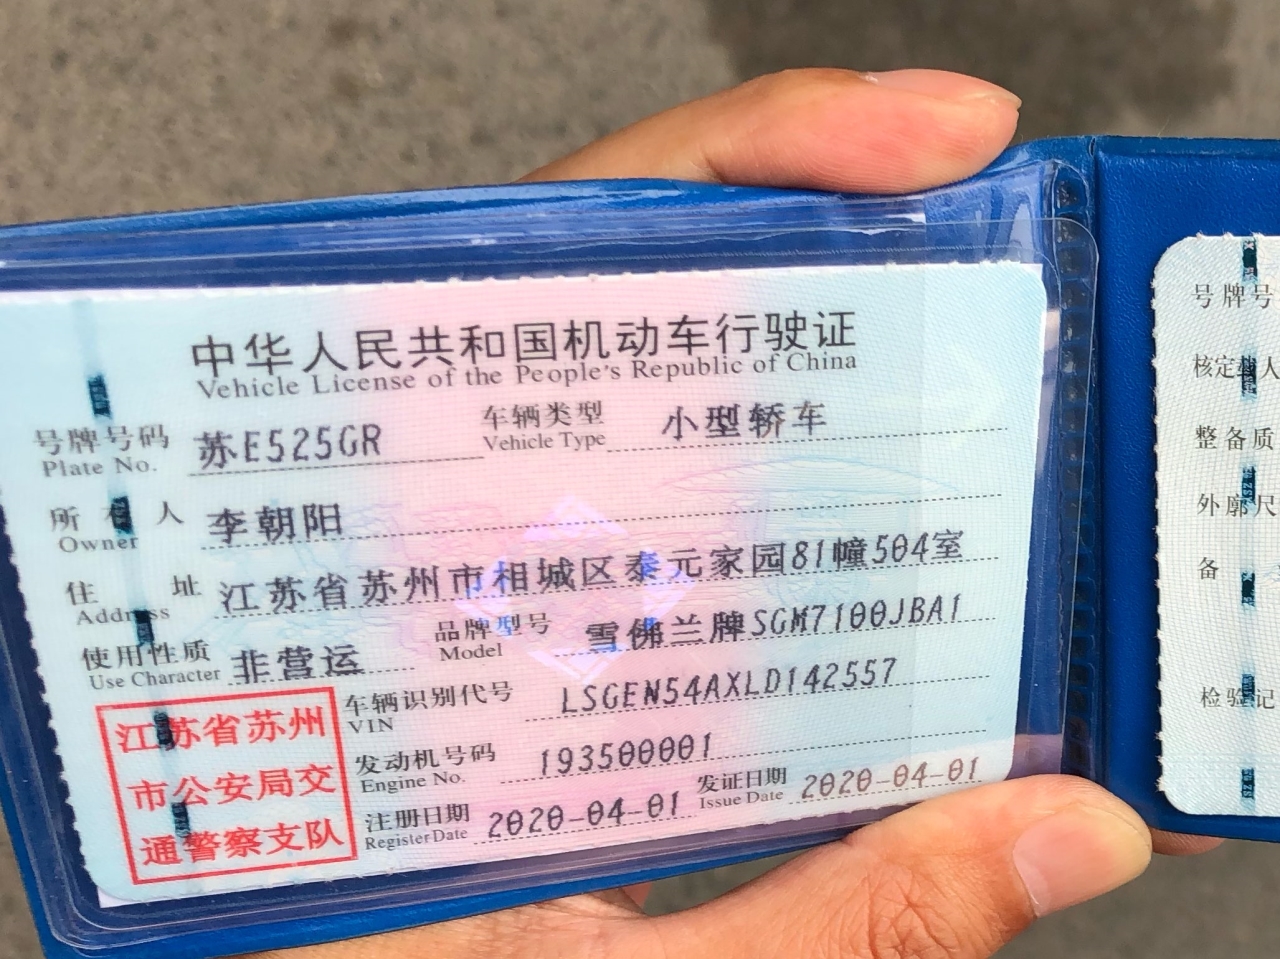 中华人民共和国机动车行驶证
Vehicle License of the People's Republic of China
号牌号码 苏E525GR 车辆类型 小型轿车
Plate No. Vehicle Type
所有人 李朝阳
Owner
住址 江苏省苏州市相城区泰元家园81幢504室
Address
使用性质 非营运 品牌型号 雪佛兰牌SGM7100JBA1
Use Character Model
车辆识别代号 LSGEN54AXLD142557
VIN
发动机号码 193500001
Engine No.
注册日期 2020-04-01 发证日期 2020-04-01
Register Date Issue Date
江苏省苏州
市公安局交
通警察支队
号牌号
核定载人
整备质
外廓尺
备
检验记